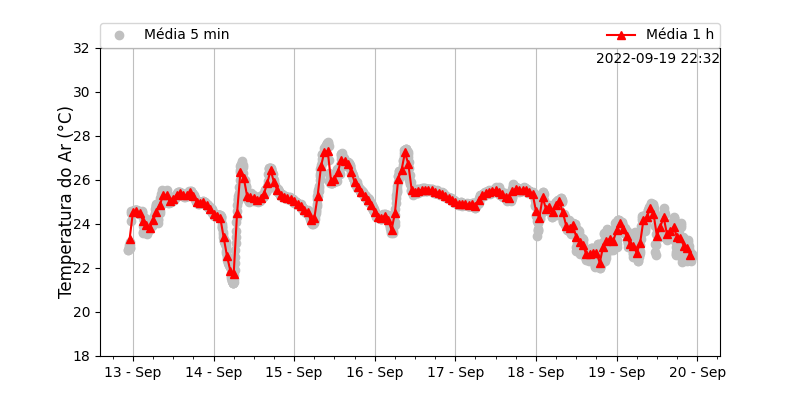 Média 5 min
Média 1 h
2022-09-19 22:32
Temperatura do Ar (°C)
32
30
28
26
24
22
20
18
13 - Sep
14 - Sep
15 - Sep
16 - Sep
17 - Sep
18 - Sep
19 - Sep
20 - Sep